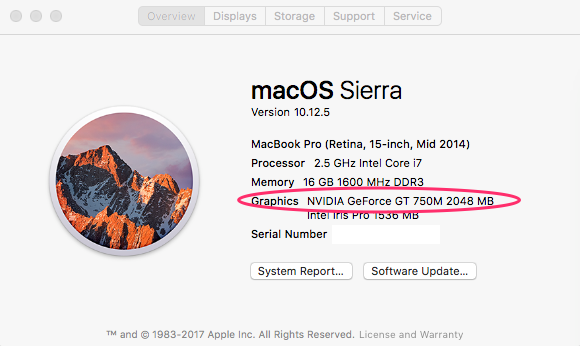 Overview Displays Storage Support Service
macOS Sierra
Version 10.12.5
MacBook Pro (Retina, 15-inch, Mid 2014)
Processor 2.5 GHz Intel Core i7
Memory 16 GB 1600 MHz DDR3
Graphics NVIDIA GeForce GT 750M 2048 MB
Intel Iris Pro 1536 MB
Serial Number
System Report... Software Update...
™ and © 1983-2017 Apple Inc. All Rights Reserved. License and Warranty